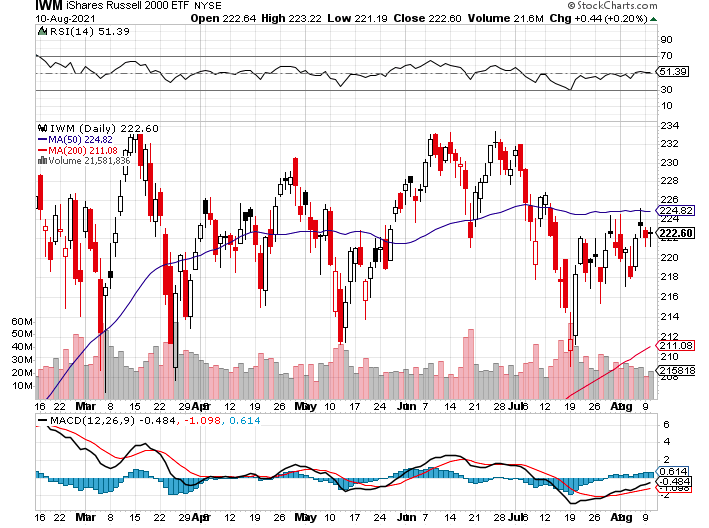 IWM iShares Russell 2000 ETF NYSE © StockCharts.com
10-Aug-2021 Open 222.64 High 223.22 Low 221.19 Close 222.60 Volume 21.6M Chg +0.44 (+0.20%)
RSI(14) 51.39
90
70
51.39
30
10
IWM (Daily) 222.60
MA(50) 224.82
MA(200) 211.08
Volume 21,581,836
234
232
230
228
226
224.82
222.60
222
220
218
216
214
212
211.08
210
21581836
208
60M
50M
40M
30M
20M
10M
16 22 Mar 8 15 22 29 Apr 12 19 26 May 10 17 24 Jun 7 14 21 28 Jul 12 19 26 Aug 9
MACD(12,26,9) -0.484, -1.098, 0.614
6
4
2
0.614
-0.484
-1.098
-2
16 22 Mar 8 15 22 29 Apr 12 19 26 May 10 17 24 Jun 7 14 21 28 Jul 12 19 26 Aug 9